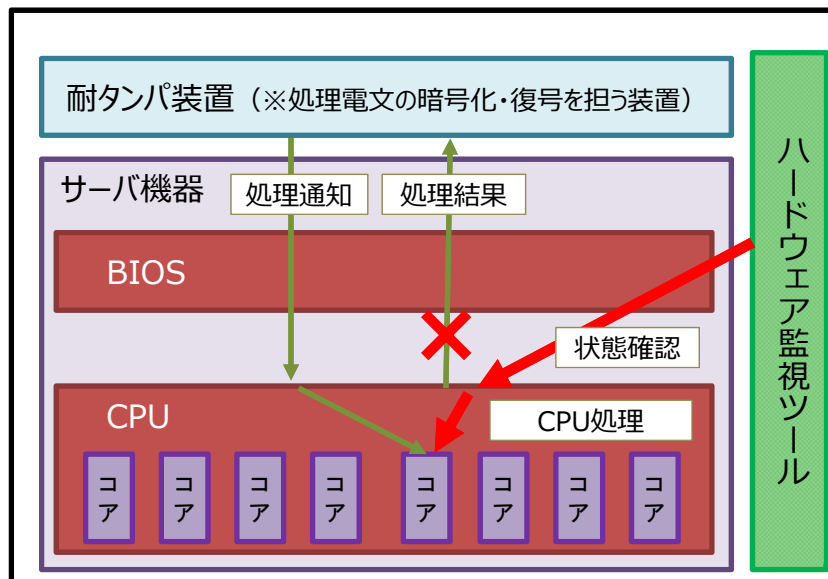 耐タンパ装置（※処理電文の暗号化・復号を担う装置）
サーバ機器
処理通知
処理結果
BIOS
状態確認
CPU
CPU処理
コア
コア
コア
コア
コア
コア
コア
コア
ハードウェア監視ツール